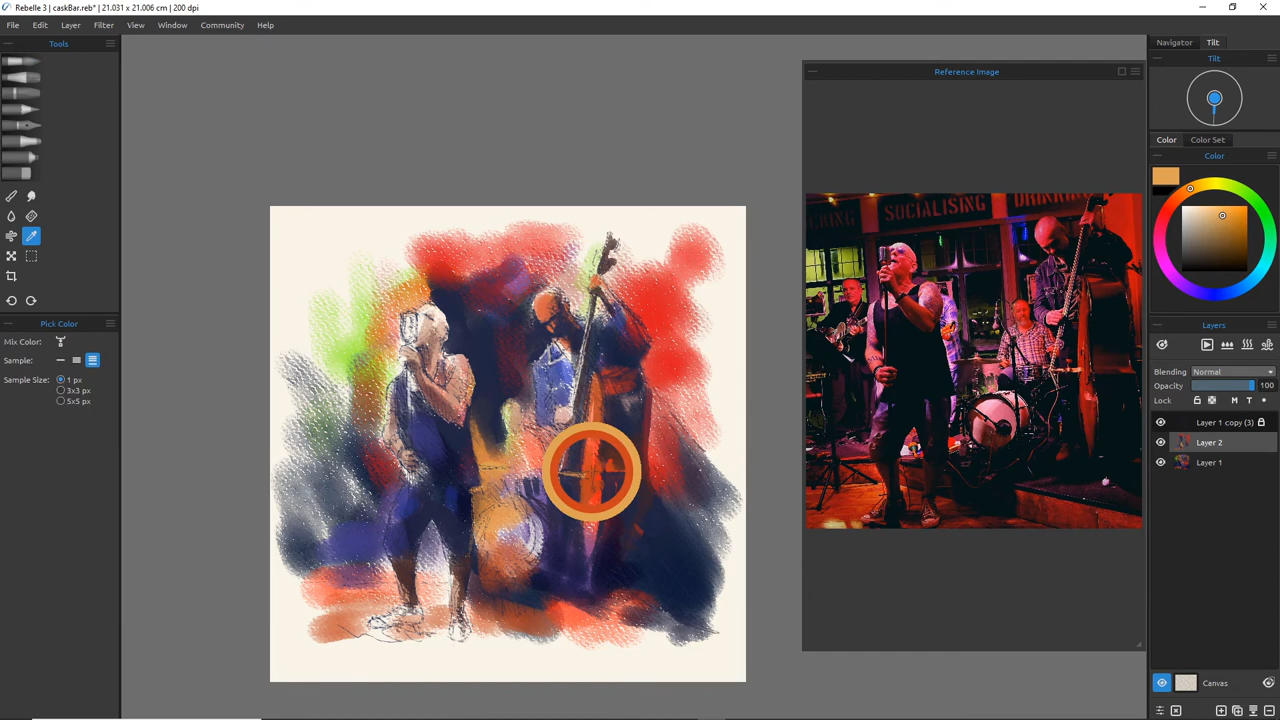 Rebelle 3 | caskBar.reb* | 21.031 x 21.006 cm | 200 dpi
File Edit Layer Filter View Window Community Help
Tools
Pick Color
Mix Color:
Sample:
Sample Size: 1 px
3x3 px
5x5 px
Reference Image
SOCIALISING
DRINKING
Navigator Tilt
Tilt
Color Color Set
Color
Layers
Blending Normal
Opacity 100
Lock M T
Layer 1 copy (3)
Layer 2
Layer 1
Canvas